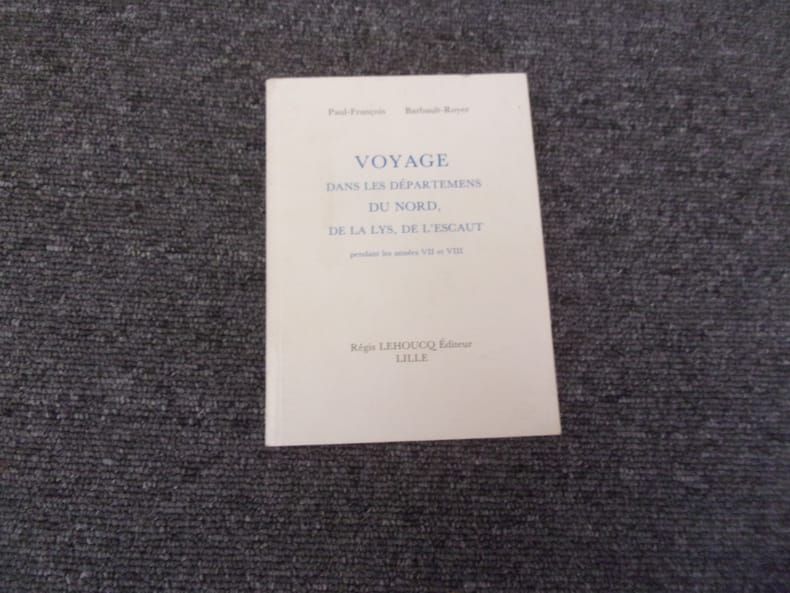 Paul-François Barbault-Royer
VOYAGE
DANS LES DÉPARTEMENS
DU NORD,
DE LA LYS, DE L'ESCAUT
pendant les années VII et VIII
Régis LEHOUCQ Éditeur
LILLE